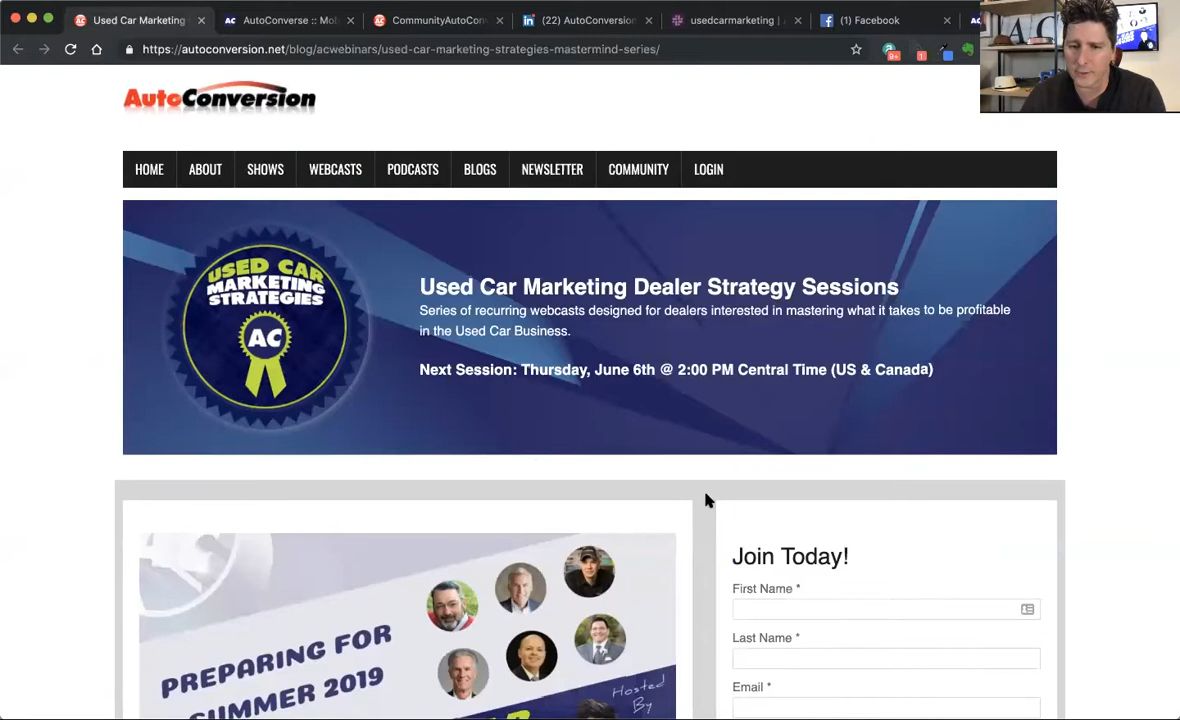 Used Car Marketing
AutoConverse :: Mo
CommunityAutoCon
(22) AutoConversion
usedcarmarketing |
(1) Facebook
https://autoconversion.net/blog/acwebinars/used-car-marketing-strategies-mastermind-series/
9+
1
AutoConversion
HOME ABOUT SHOWS WEBCASTS PODCASTS BLOGS NEWSLETTER COMMUNITY LOGIN
USED CAR
MARKETING
STRATEGIES
AC
Used Car Marketing Dealer Strategy Sessions
Series of recurring webcasts designed for dealers interested in mastering what it takes to be profitable
in the Used Car Business.
Next Session: Thursday, June 6th @ 2:00 PM Central Time (US & Canada)
PREPARING FOR
SUMMER 2019
Hosted
By
Join Today!
First Name *
Last Name *
Email *